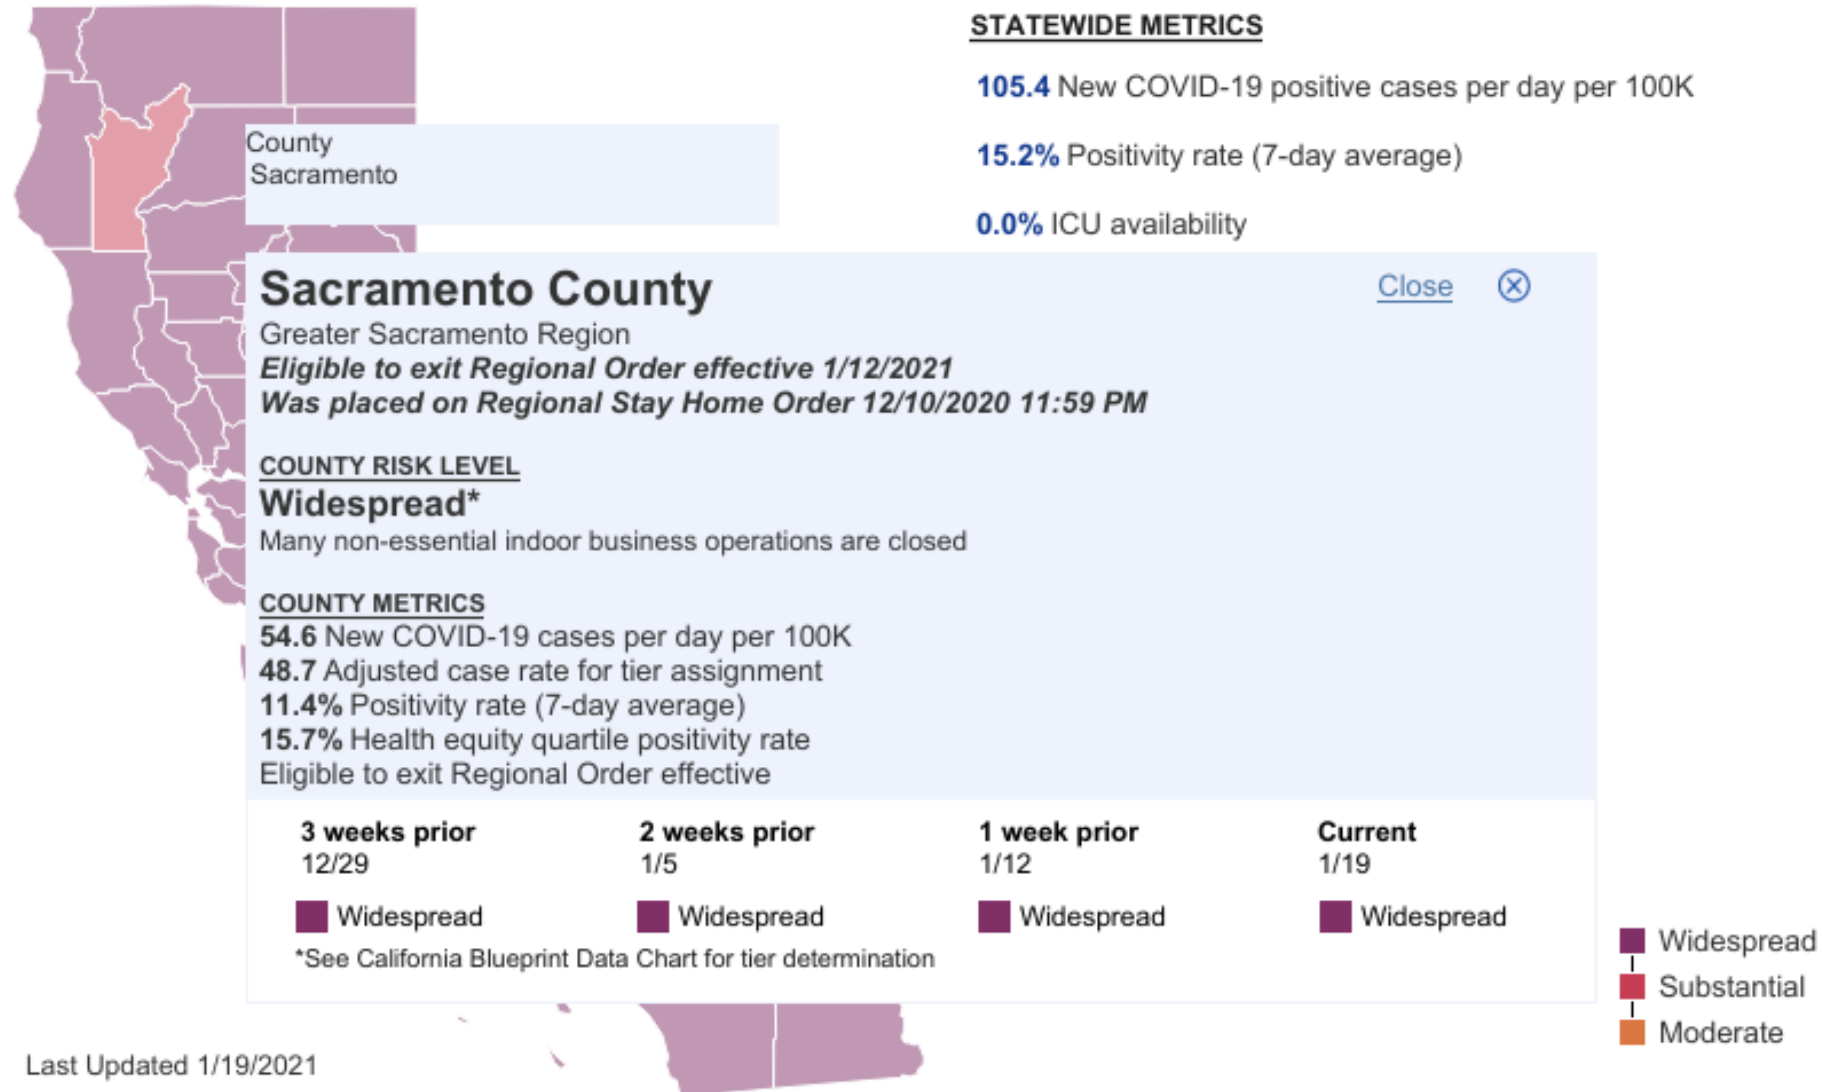 STATEWIDE METRICS
105.4 New COVID-19 positive cases per day per 100K
15.2% Positivity rate (7-day average)
0.0% ICU availability
County
Sacramento
Sacramento County
Close
Greater Sacramento Region
Eligible to exit Regional Order effective 1/12/2021
Was placed on Regional Stay Home Order 12/10/2020 11:59 PM
COUNTY RISK LEVEL
Widespread*
Many non-essential indoor business operations are closed
COUNTY METRICS
54.6 New COVID-19 cases per day per 100K
48.7 Adjusted case rate for tier assignment
11.4% Positivity rate (7-day average)
15.7% Health equity quartile positivity rate
Eligible to exit Regional Order effective
3 weeks prior 2 weeks prior 1 week prior Current
12/29 1/5 1/12 1/19
Widespread Widespread Widespread Widespread
*See California Blueprint Data Chart for tier determination
Widespread
Substantial
Moderate
Last Updated 1/19/2021